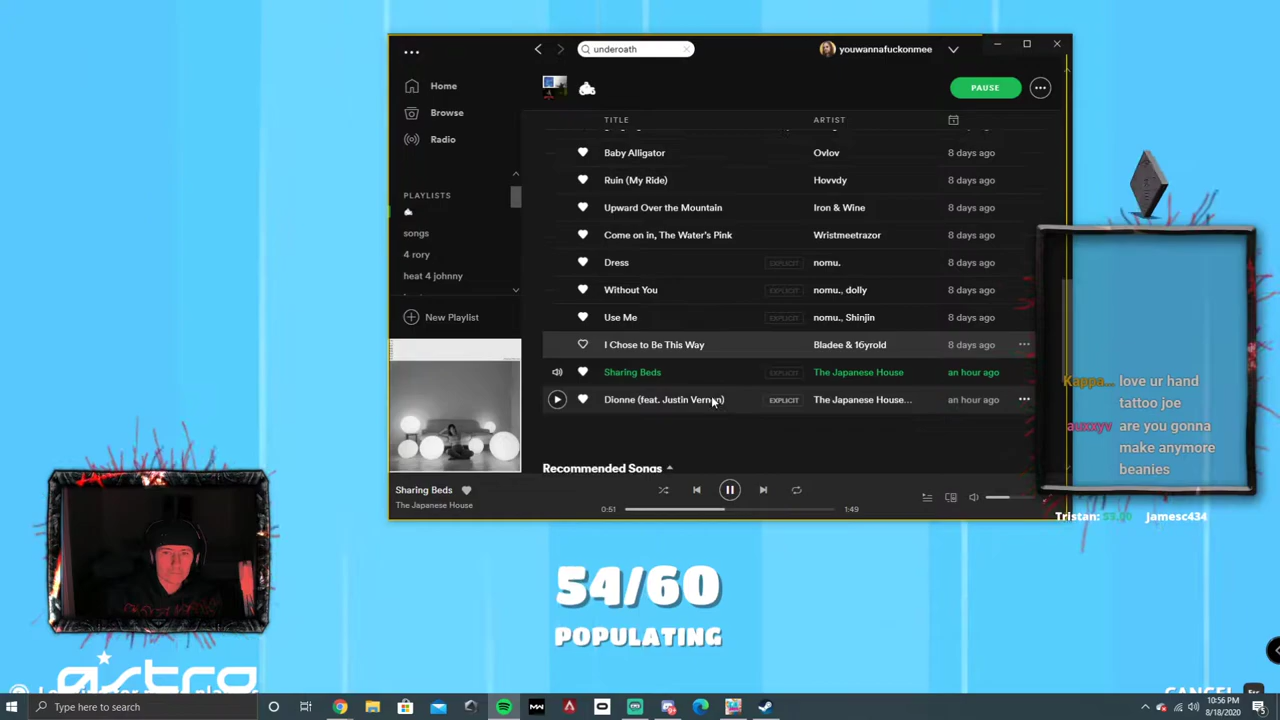 underoath
youwannafuckonmee
Home
Browse
Radio
PLAYLISTS
songs
4 rory
heat 4 johnny
New Playlist
PAUSE
TITLE ARTIST
Baby Alligator Ovlov 8 days ago
Ruin (My Ride) Hovvdy 8 days ago
Upward Over the Mountain Iron & Wine 8 days ago
Come on in, The Water's Pink Wristmeetrazor 8 days ago
Dress EXPLICIT nomu. 8 days ago
Without You EXPLICIT nomu., dolly 8 days ago
Use Me EXPLICIT nomu., Shinjin 8 days ago
I Chose to Be This Way Bladee & 16yrold 8 days ago
Sharing Beds EXPLICIT The Japanese House an hour ago
Dionne (feat. Justin Vernon) EXPLICIT The Japanese House... an hour ago
Recommended Songs
Sharing Beds
The Japanese House
0:51 1:49
Kappa... love ur hand
tattoo joe
auxxyv are you gonna
make anymore
beanies
Tristan: $3.00 Jamesc434
54/60
POPULATING
astro
CANCEL Esc
Type here to search
10:56 PM
8/18/2020